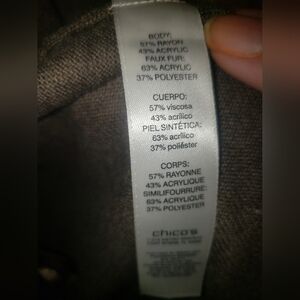 BODY:
57% RAYON
43% ACRYLIC
FAUX FUR:
63% ACRYLIC
37% POLYESTER
CUERPO:
57% viscosa
43% acrílico
PIEL SINTÉTICA:
63% acrílico
37% poliéster
CORPS:
57% RAYONNE
43% ACRYLIQUE
SIMILIFOURRURE:
63% ACRYLIQUE
37% POLYESTER
chico's